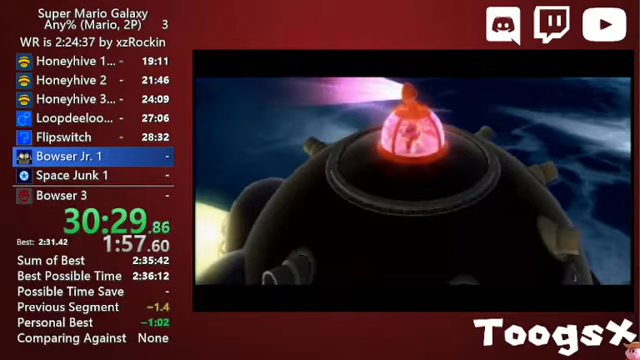 Super Mario Galaxy
Any% (Mario, 2P) 3
WR is 2:24:37 by xzRockin
Honeyhive 1... - 19:11
Honeyhive 2 - 21:46
Honeyhive 3... - 24:09
Loopdeeloo... - 27:06
Flipswitch - 28:32
Bowser Jr. 1 -
Space Junk 1 -
Bowser 3 -
30:29.86
Best: 2:31.42 1:57.60
Sum of Best 2:35:42
Best Possible Time 2:36:12
Possible Time Save -
Previous Segment −1.4
Personal Best −1:02
Comparing Against None
ToogsX